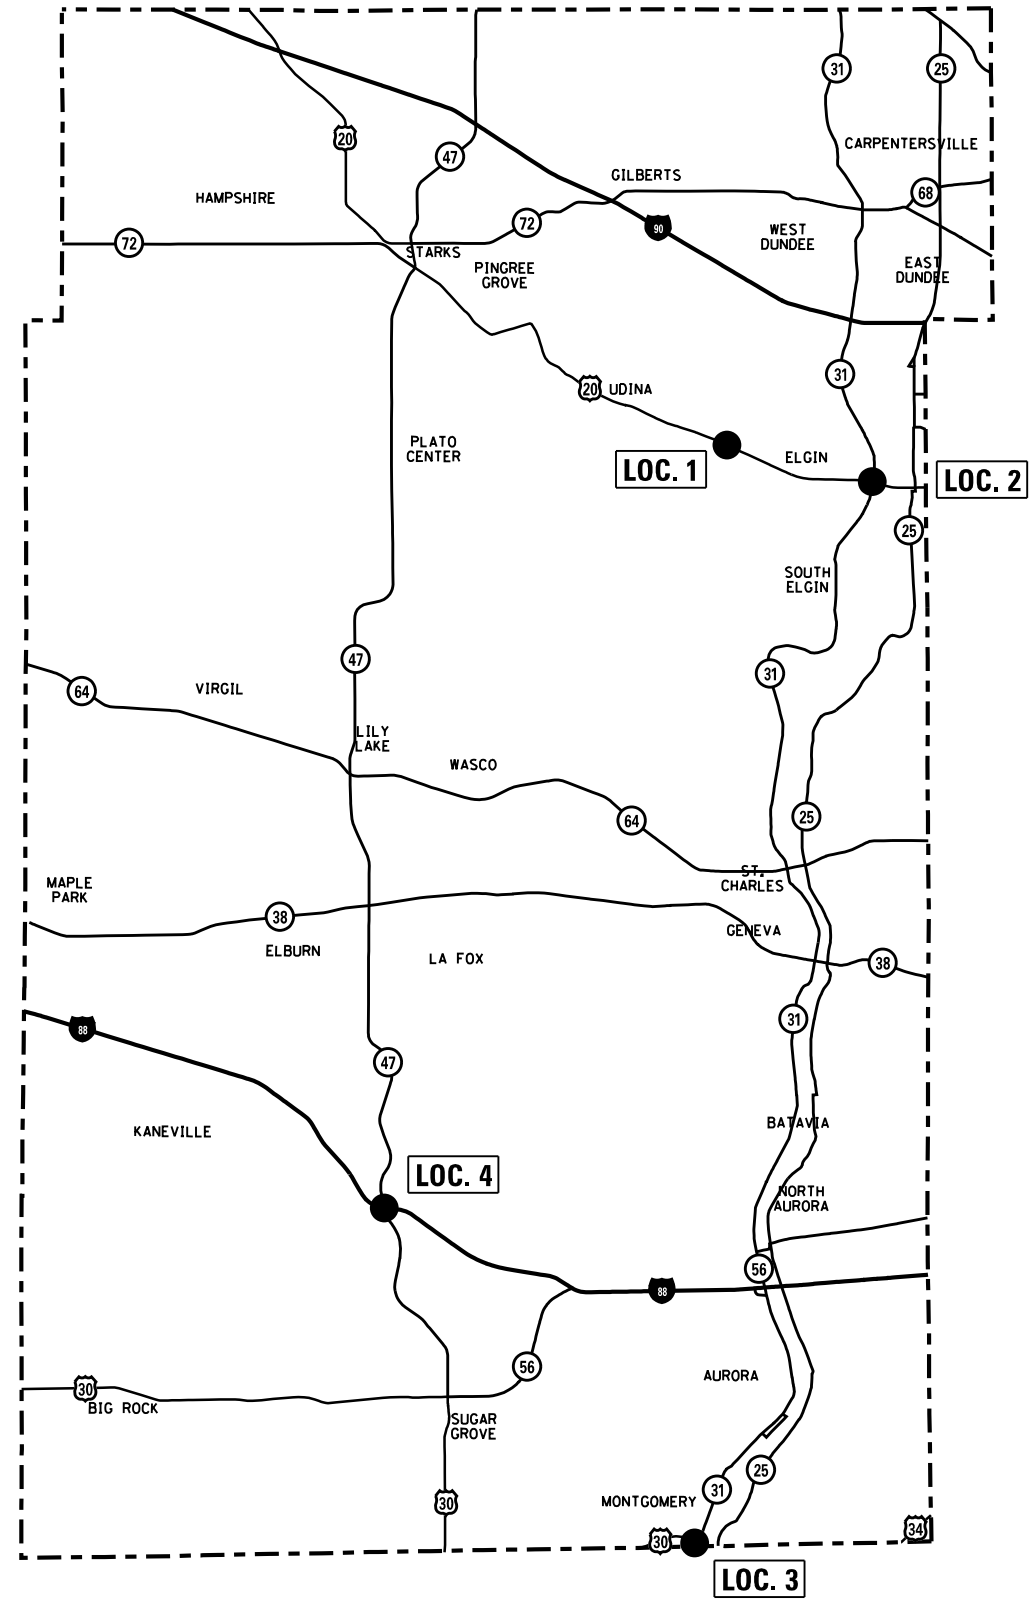 31
25
20
CARPENTERSVILLE
47
GILBERTS
68
HAMPSHIRE
72
72
90
WEST
DUNDEE
STARKS
PINGREE
GROVE
EAST
DUNDEE
31
20
UDINA
PLATO
CENTER
LOC. 1
ELGIN
LOC. 2
25
SOUTH
ELGIN
47
31
64
VIRGIL
LILY
LAKE
WASCO
64
25
ST.
CHARLES
MAPLE
PARK
38
GENEVA
ELBURN
LA FOX
38
31
88
47
KANEVILLE
BATAVIA
LOC. 4
NORTH
AURORA
56
88
56
AURORA
30
BIG ROCK
SUGAR
GROVE
25
31
30
MONTGOMERY
34
30
LOC. 3